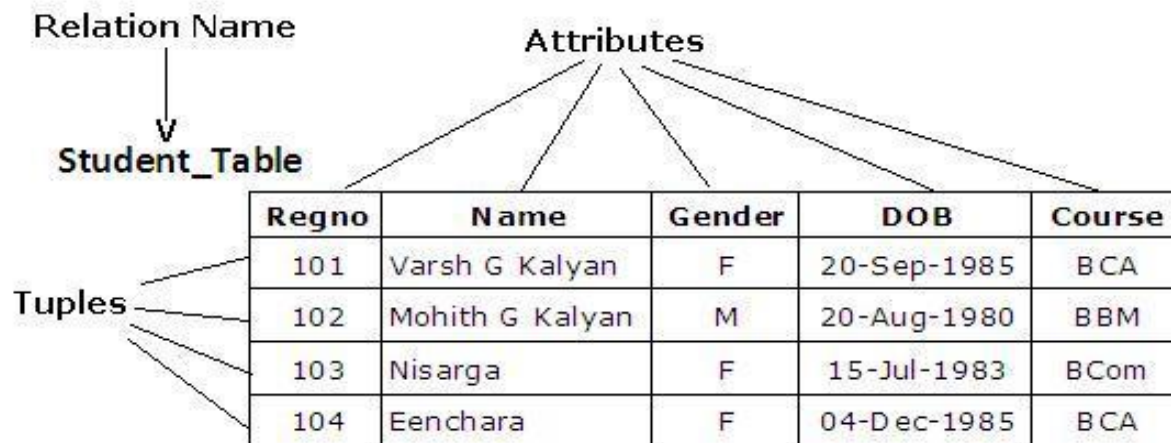 Relation Name
Attributes
Student_Table
Regno Name Gender DOB Course
101 Varsh G Kalyan F 20-Sep-1985 BCA
Tuples
102 Mohith G Kalyan M 20-Aug-1980 BBM
103 Nisarga F 15-Jul-1983 BCom
104 Eenchara F 04-Dec-1985 BCA